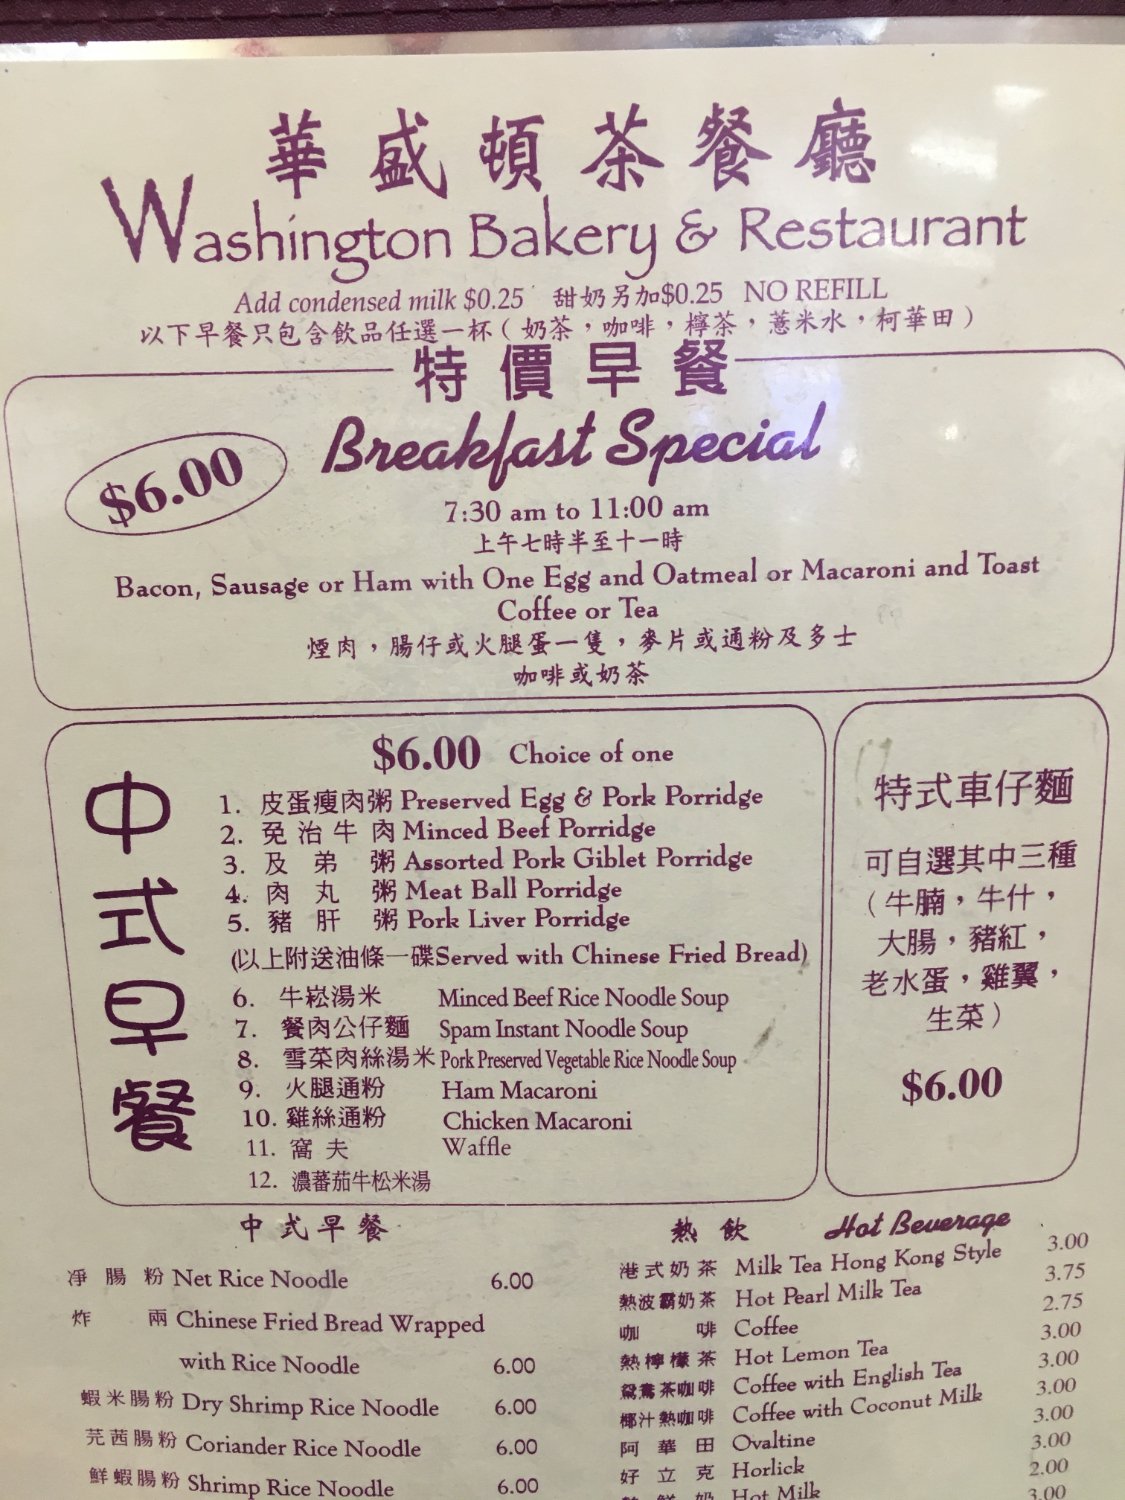 華盛頓茶餐廳
Washington Bakery & Restaurant
Add condensed milk $0.25 甜奶另加$0.25 NO REFILL
以下早餐只包含飲品任選一杯（奶茶，咖啡，檸茶，薏米水，柯華田）
特價早餐
$6.00
Breakfast Special
7:30 am to 11:00 am
上午七時半至十一時
Bacon, Sausage or Ham with One Egg and Oatmeal or Macaroni and Toast
Coffee or Tea
煙肉，腸仔或火腿蛋一隻，麥片或通粉及多士
咖啡或奶茶
中式早餐
$6.00 Choice of one
1. 皮蛋瘦肉粥 Preserved Egg & Pork Porridge
2. 免治牛肉 Minced Beef Porridge
3. 及弟粥 Assorted Pork Giblet Porridge
4. 肉丸粥 Meat Ball Porridge
5. 豬肝粥 Pork Liver Porridge
(以上附送油條一碟Served with Chinese Fried Bread)
6. 牛崧湯米 Minced Beef Rice Noodle Soup
7. 餐肉公仔麵 Spam Instant Noodle Soup
8. 雪菜肉絲湯米 Pork Preserved Vegetable Rice Noodle Soup
9. 火腿通粉 Ham Macaroni
10. 雞絲通粉 Chicken Macaroni
11. 窩夫 Waffle
12. 濃蕃茄牛松米湯
特式車仔麵
可自選其中三種
（牛腩，牛什，
大腸，豬紅，
老水蛋，雞翼，
生菜）
$6.00
中式早餐
淨腸粉 Net Rice Noodle 6.00
炸兩 Chinese Fried Bread Wrapped
with Rice Noodle 6.00
蝦米腸粉 Dry Shrimp Rice Noodle 6.00
芫茜腸粉 Coriander Rice Noodle 6.00
鮮蝦腸粉 Shrimp Rice Noodle 6.00
熱飲 Hot Beverage
港式奶茶 Milk Tea Hong Kong Style 3.00
熱波霸奶茶 Hot Pearl Milk Tea 3.75
咖啡 Coffee 2.75
熱檸檬茶 Hot Lemon Tea 3.00
鴛鴦茶咖啡 Coffee with English Tea 3.00
椰汁熱咖啡 Coffee with Coconut Milk 3.00
阿華田 Ovaltine 3.00
好立克 Horlick 3.00
熱鮮奶 Hot Milk 2.00
3.00